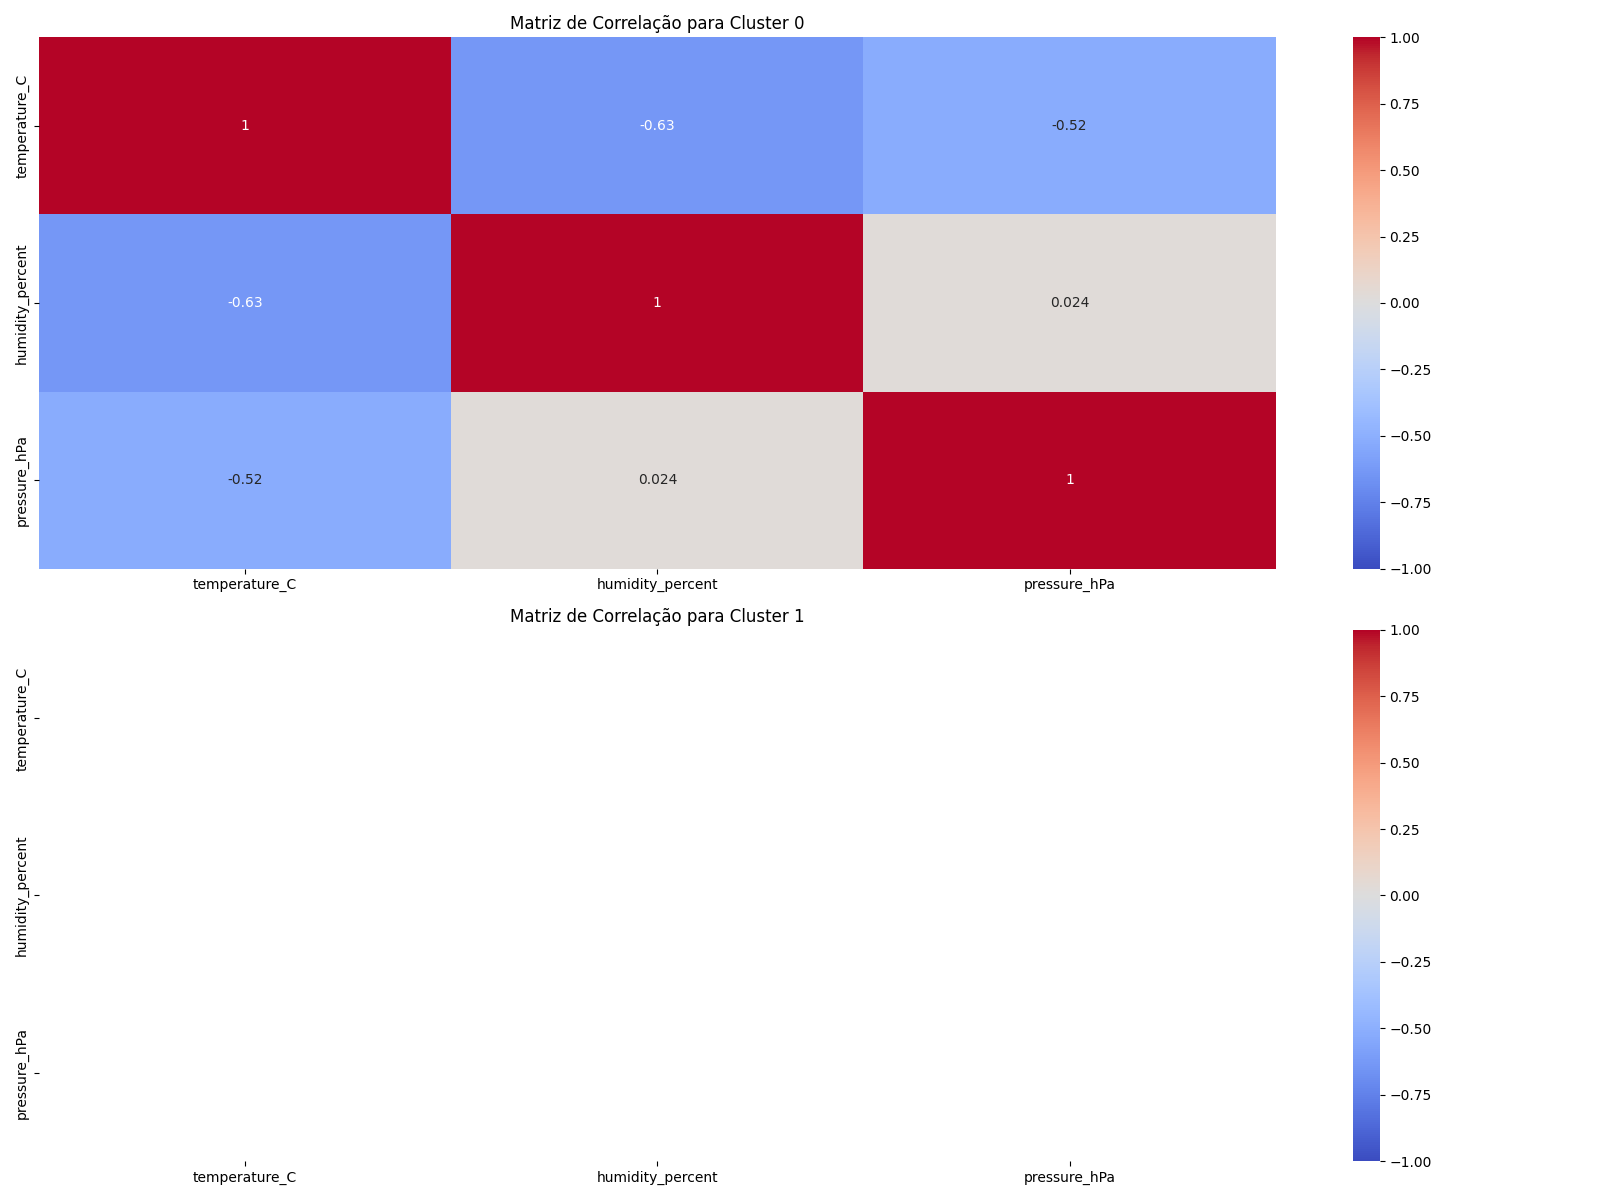 Matriz de Correlação para Cluster 0
temperature_C
humidity_percent
pressure_hPa
1 -0.63 -0.52
-0.63 1 0.024
-0.52 0.024 1
temperature_C humidity_percent pressure_hPa
1.00
0.75
0.50
0.25
0.00
−0.25
−0.50
−0.75
−1.00
Matriz de Correlação para Cluster 1
temperature_C
humidity_percent
pressure_hPa
temperature_C humidity_percent pressure_hPa
1.00
0.75
0.50
0.25
0.00
−0.25
−0.50
−0.75
−1.00